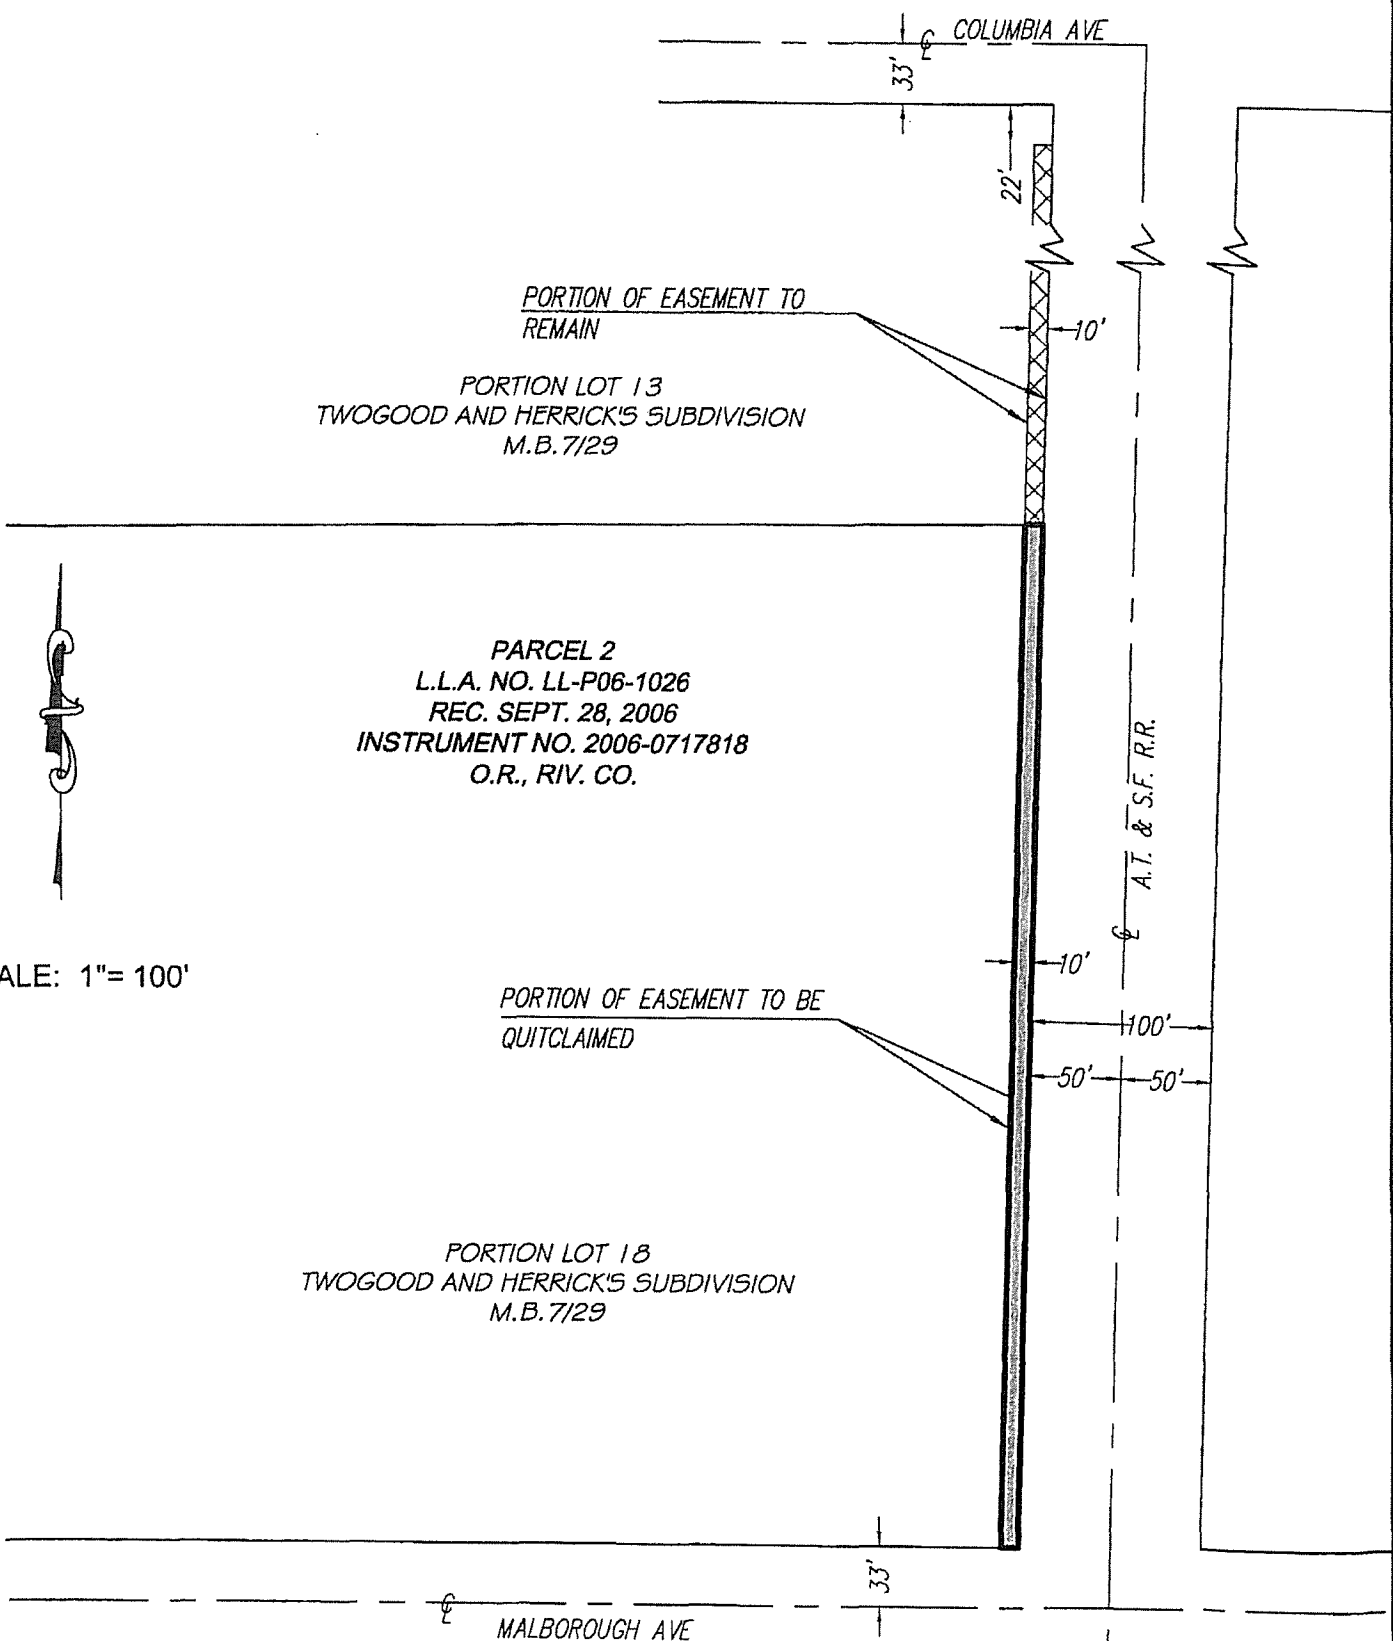 ℄ COLUMBIA AVE
33'
22'
PORTION OF EASEMENT TO
REMAIN
10'
PORTION LOT 13
TWOGOOD AND HERRICK'S SUBDIVISION
M.B. 7/29
PARCEL 2
L.L.A. NO. LL-P06-1026
REC. SEPT. 28, 2006
INSTRUMENT NO. 2006-0717818
O.R., RIV. CO.
℄ A.T. & S.F. R.R.
ALE: 1"= 100'
10'
PORTION OF EASEMENT TO BE
QUITCLAIMED
100'
50'
50'
PORTION LOT 18
TWOGOOD AND HERRICK'S SUBDIVISION
M.B. 7/29
33'
℄
MALBOROUGH AVE